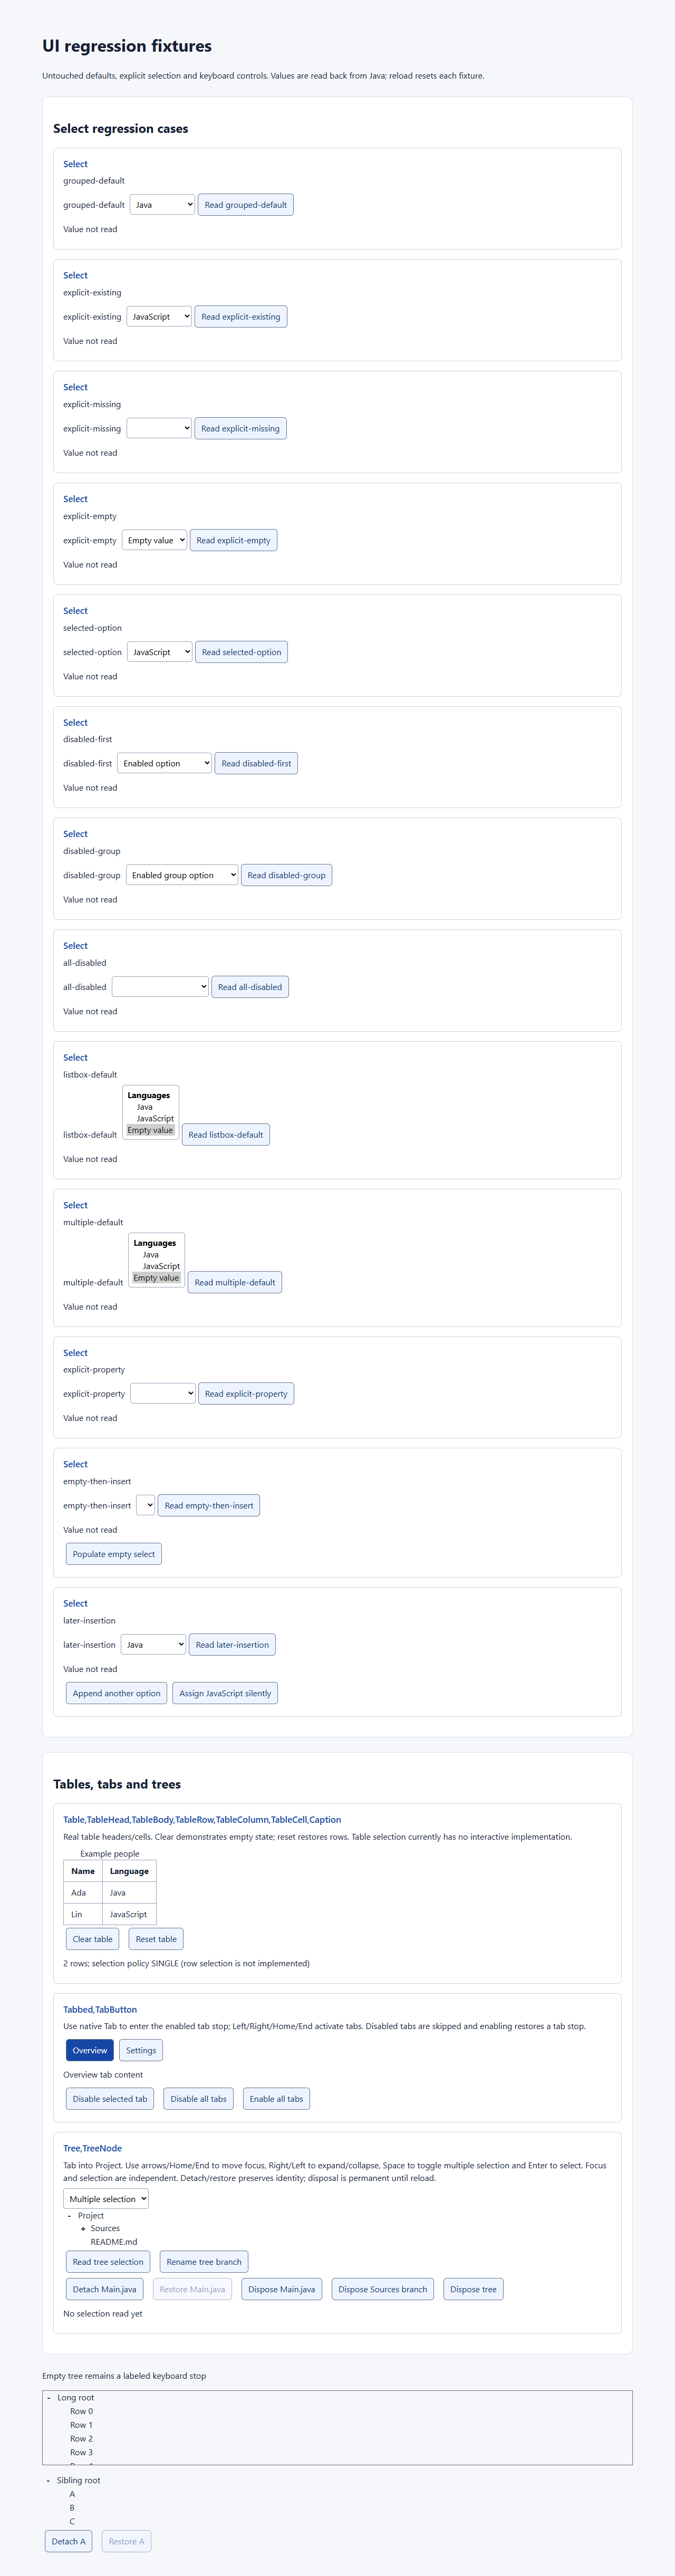 UI regression fixtures
Untouched defaults, explicit selection and keyboard controls. Values are read back from Java; reload resets each fixture.
Select regression cases
Select
grouped-default
grouped-default Java Read grouped-default
Value not read
Select
explicit-existing
explicit-existing JavaScript Read explicit-existing
Value not read
Select
explicit-missing
explicit-missing Read explicit-missing
Value not read
Select
explicit-empty
explicit-empty Empty value Read explicit-empty
Value not read
Select
selected-option
selected-option JavaScript Read selected-option
Value not read
Select
disabled-first
disabled-first Enabled option Read disabled-first
Value not read
Select
disabled-group
disabled-group Enabled group option Read disabled-group
Value not read
Select
all-disabled
all-disabled Read all-disabled
Value not read
Select
listbox-default
Languages
Java
JavaScript
Empty value
listbox-default Read listbox-default
Value not read
Select
multiple-default
Languages
Java
JavaScript
Empty value
multiple-default Read multiple-default
Value not read
Select
explicit-property
explicit-property Read explicit-property
Value not read
Select
empty-then-insert
empty-then-insert Read empty-then-insert
Value not read
Populate empty select
Select
later-insertion
later-insertion Java Read later-insertion
Value not read
Append another option Assign JavaScript silently
Tables, tabs and trees
Table,TableHead,TableBody,TableRow,TableColumn,TableCell,Caption
Real table headers/cells. Clear demonstrates empty state; reset restores rows. Table selection currently has no interactive implementation.
Example people
Name Language
Ada Java
Lin JavaScript
Clear table Reset table
2 rows; selection policy SINGLE (row selection is not implemented)
Tabbed,TabButton
Use native Tab to enter the enabled tab stop; Left/Right/Home/End activate tabs. Disabled tabs are skipped and enabling restores a tab stop.
Overview Settings
Overview tab content
Disable selected tab Disable all tabs Enable all tabs
Tree,TreeNode
Tab into Project. Use arrows/Home/End to move focus, Right/Left to expand/collapse, Space to toggle multiple selection and Enter to select. Focus
and selection are independent. Detach/restore preserves identity; disposal is permanent until reload.
Multiple selection
- Project
+ Sources
README.md
Read tree selection Rename tree branch
Detach Main.java Restore Main.java Dispose Main.java Dispose Sources branch Dispose tree
No selection read yet
Empty tree remains a labeled keyboard stop
- Long root
Row 0
Row 1
Row 2
Row 3
- Sibling root
A
B
C
Detach A Restore A